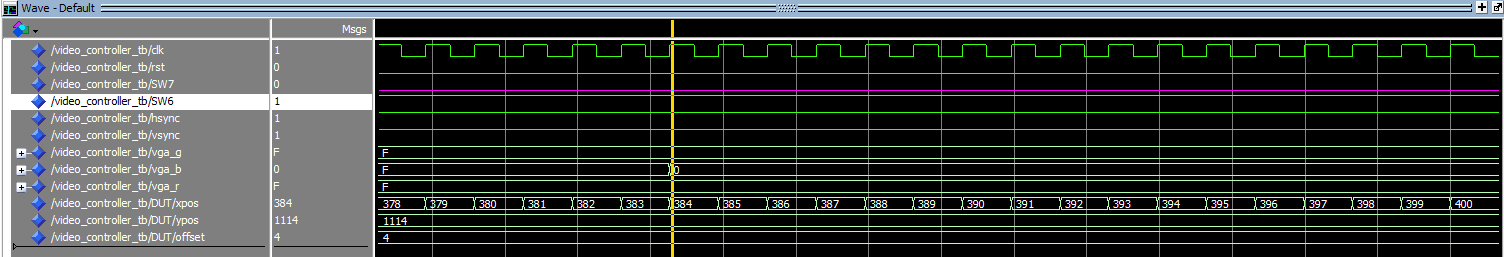 Wave - Default
Msgs
/video_controller_tb/clk 1
/video_controller_tb/rst 0
/video_controller_tb/SW7 0
/video_controller_tb/SW6 1
/video_controller_tb/hsync 1
/video_controller_tb/vsync 1
/video_controller_tb/vga_g F F
/video_controller_tb/vga_b 0 F 0
/video_controller_tb/vga_r F F
/video_controller_tb/DUT/xpos 384 378 379 380 381 382 383 384 385 386 387 388 389 390 391 392 393 394 395 396 397 398 399 400
/video_controller_tb/DUT/ypos 1114 1114
/video_controller_tb/DUT/offset 4 4